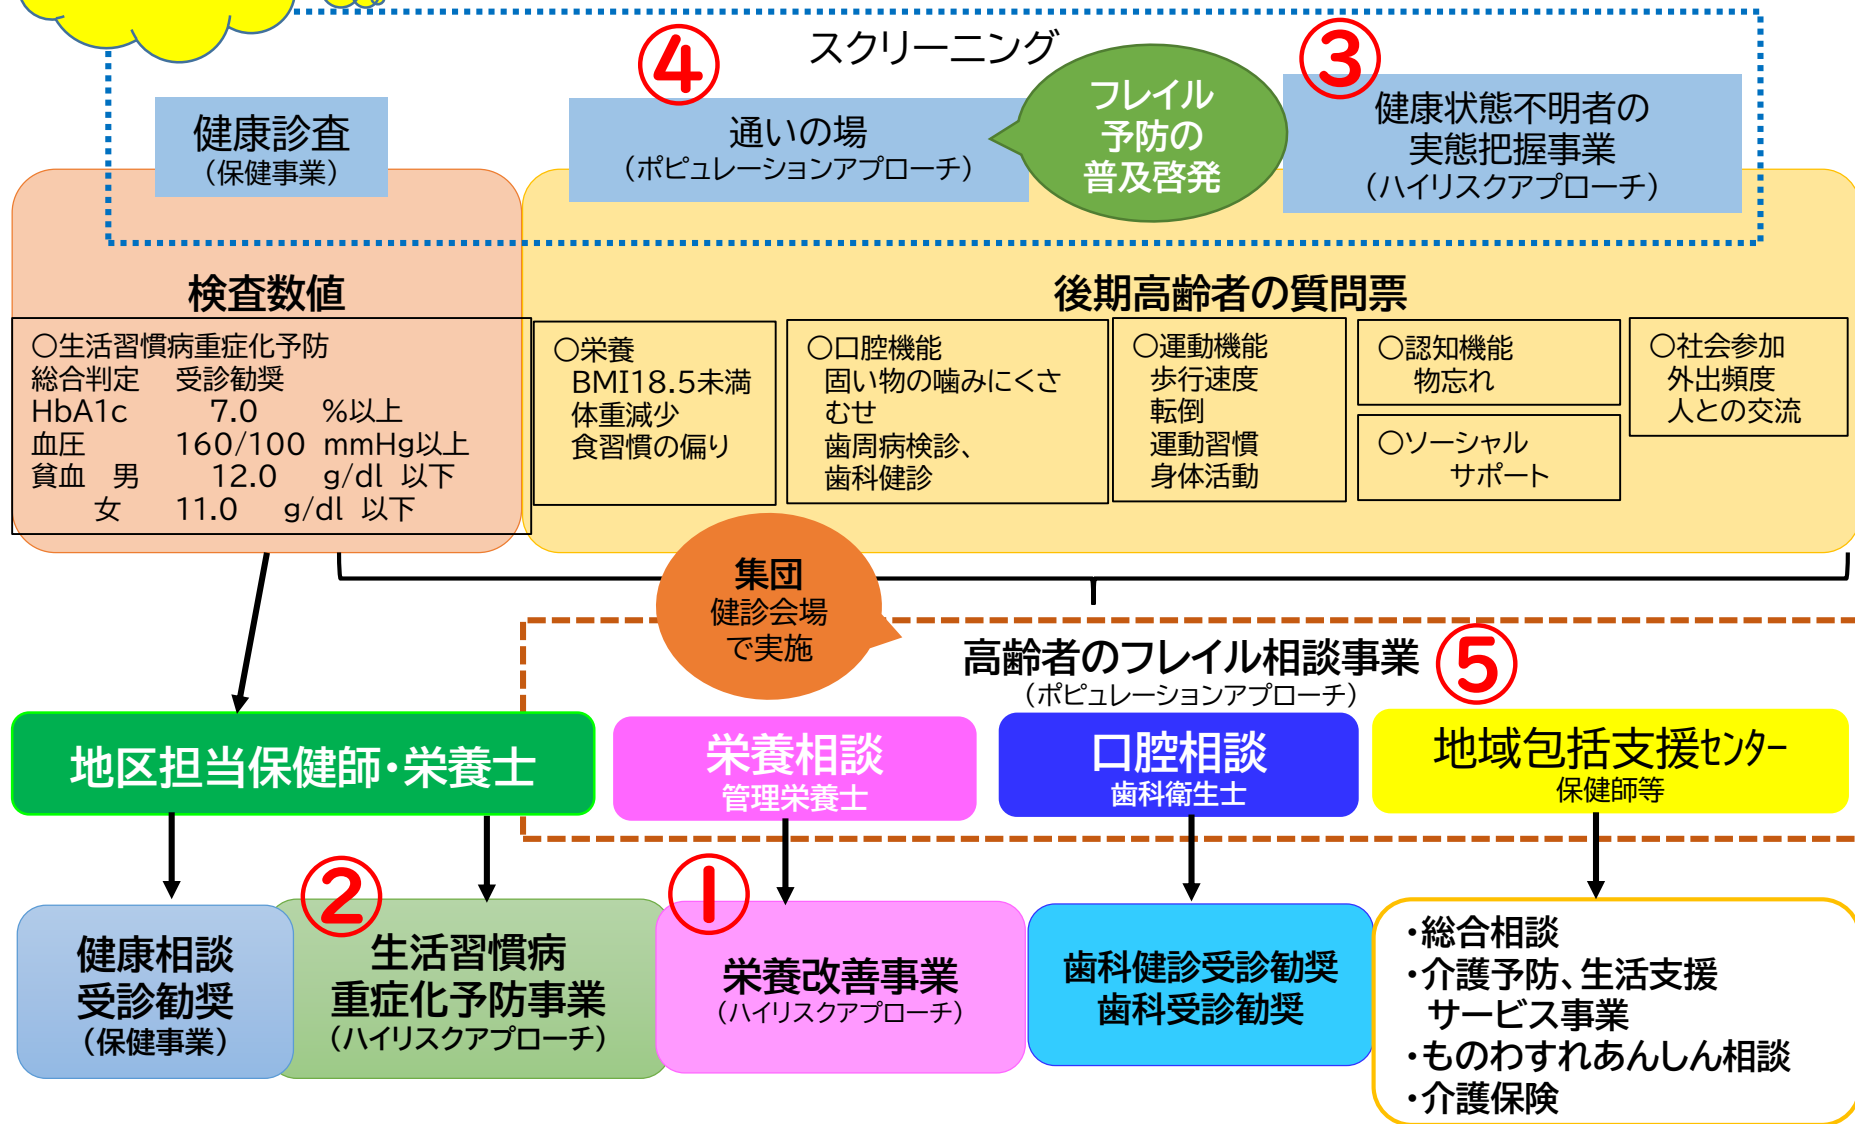 スクリーニング
④
③
健康診査
（保健事業）
通いの場
（ポピュレーションアプローチ）
フレイル
予防の
普及啓発
健康状態不明者の
実態把握事業
（ハイリスクアプローチ）
検査数値
○生活習慣病重症化予防
総合判定　受診勧奨
HbA1c　7.0　%以上
血圧　160/100 mmHg以上
貧血　男　12.0　g/dl 以下
女　11.0　g/dl 以下
後期高齢者の質問票
○栄養
BMI18.5未満
体重減少
食習慣の偏り
○口腔機能
固い物の噛みにくさ
むせ
歯周病検診、
歯科健診
○運動機能
歩行速度
転倒
運動習慣
身体活動
○認知機能
物忘れ
○ソーシャル
サポート
○社会参加
外出頻度
人との交流
集団
健診会場
で実施
高齢者のフレイル相談事業
（ポピュレーションアプローチ）
⑤
地区担当保健師・栄養士
栄養相談
管理栄養士
口腔相談
歯科衛生士
地域包括支援センター
保健師等
健康相談
受診勧奨
（保健事業）
②
生活習慣病
重症化予防事業
（ハイリスクアプローチ）
①
栄養改善事業
（ハイリスクアプローチ）
歯科健診受診勧奨
歯科受診勧奨
・総合相談
・介護予防、生活支援
サービス事業
・ものわすれあんしん相談
・介護保険